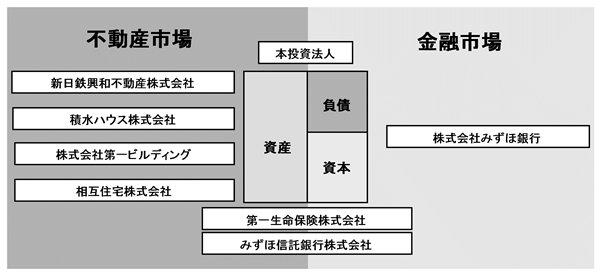 不動産市場
金融市場
本投資法人
新日鉄興和不動産株式会社
積水ハウス株式会社
株式会社第一ビルディング
相互住宅株式会社
資産
負債
資本
株式会社みずほ銀行
第一生命保険株式会社
みずほ信託銀行株式会社